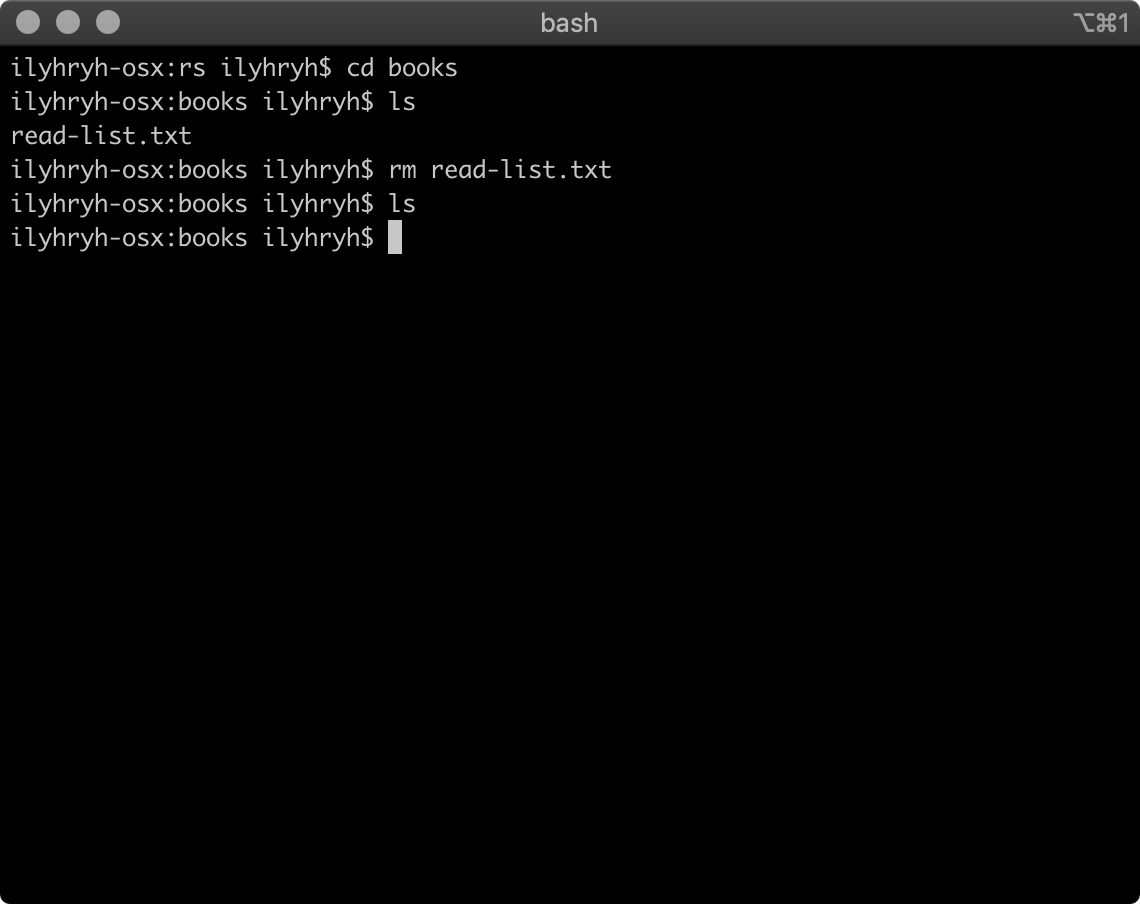 bash
⌥⌘1
ilyhryh-osx:rs ilyhryh$ cd books
ilyhryh-osx:books ilyhryh$ ls
read-list.txt
ilyhryh-osx:books ilyhryh$ rm read-list.txt
ilyhryh-osx:books ilyhryh$ ls
ilyhryh-osx:books ilyhryh$